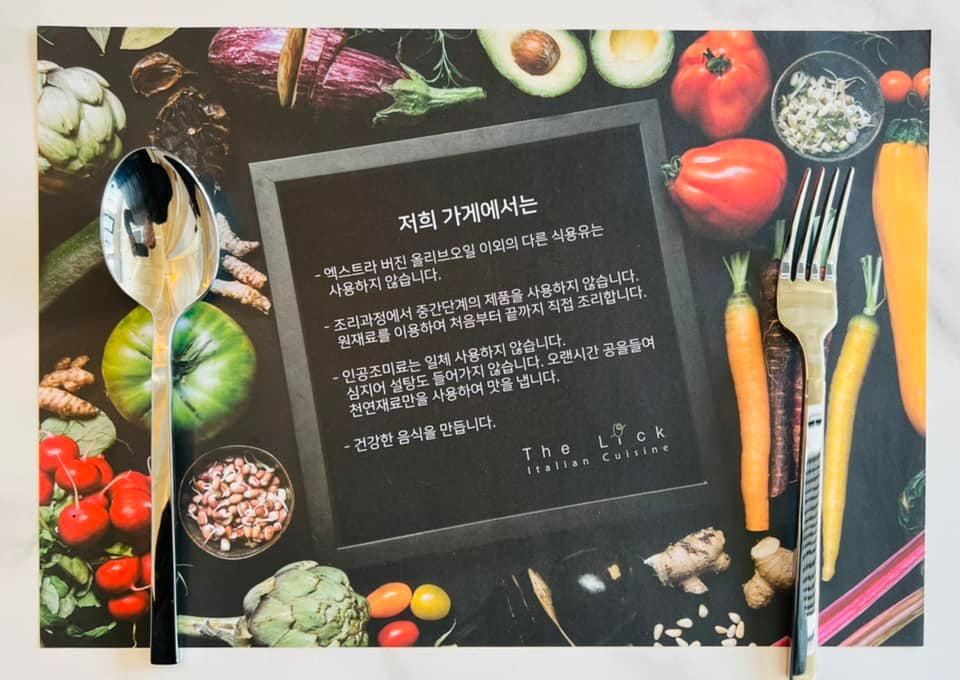 저희 가게에서는
- 엑스트라 버진 올리브오일 이외의 다른 식용유는
사용하지 않습니다.
- 조리과정에서 중간단계의 제품을 사용하지 않습니다.
원재료를 이용하여 처음부터 끝까지 직접 조리합니다.
- 인공조미료는 일체 사용하지 않습니다.
심지어 설탕도 들어가지 않습니다. 오랜시간 공을들여
천연재료만을 사용하여 맛을 냅니다.
- 건강한 음식을 만듭니다.
The Lick
Italian Cuisine